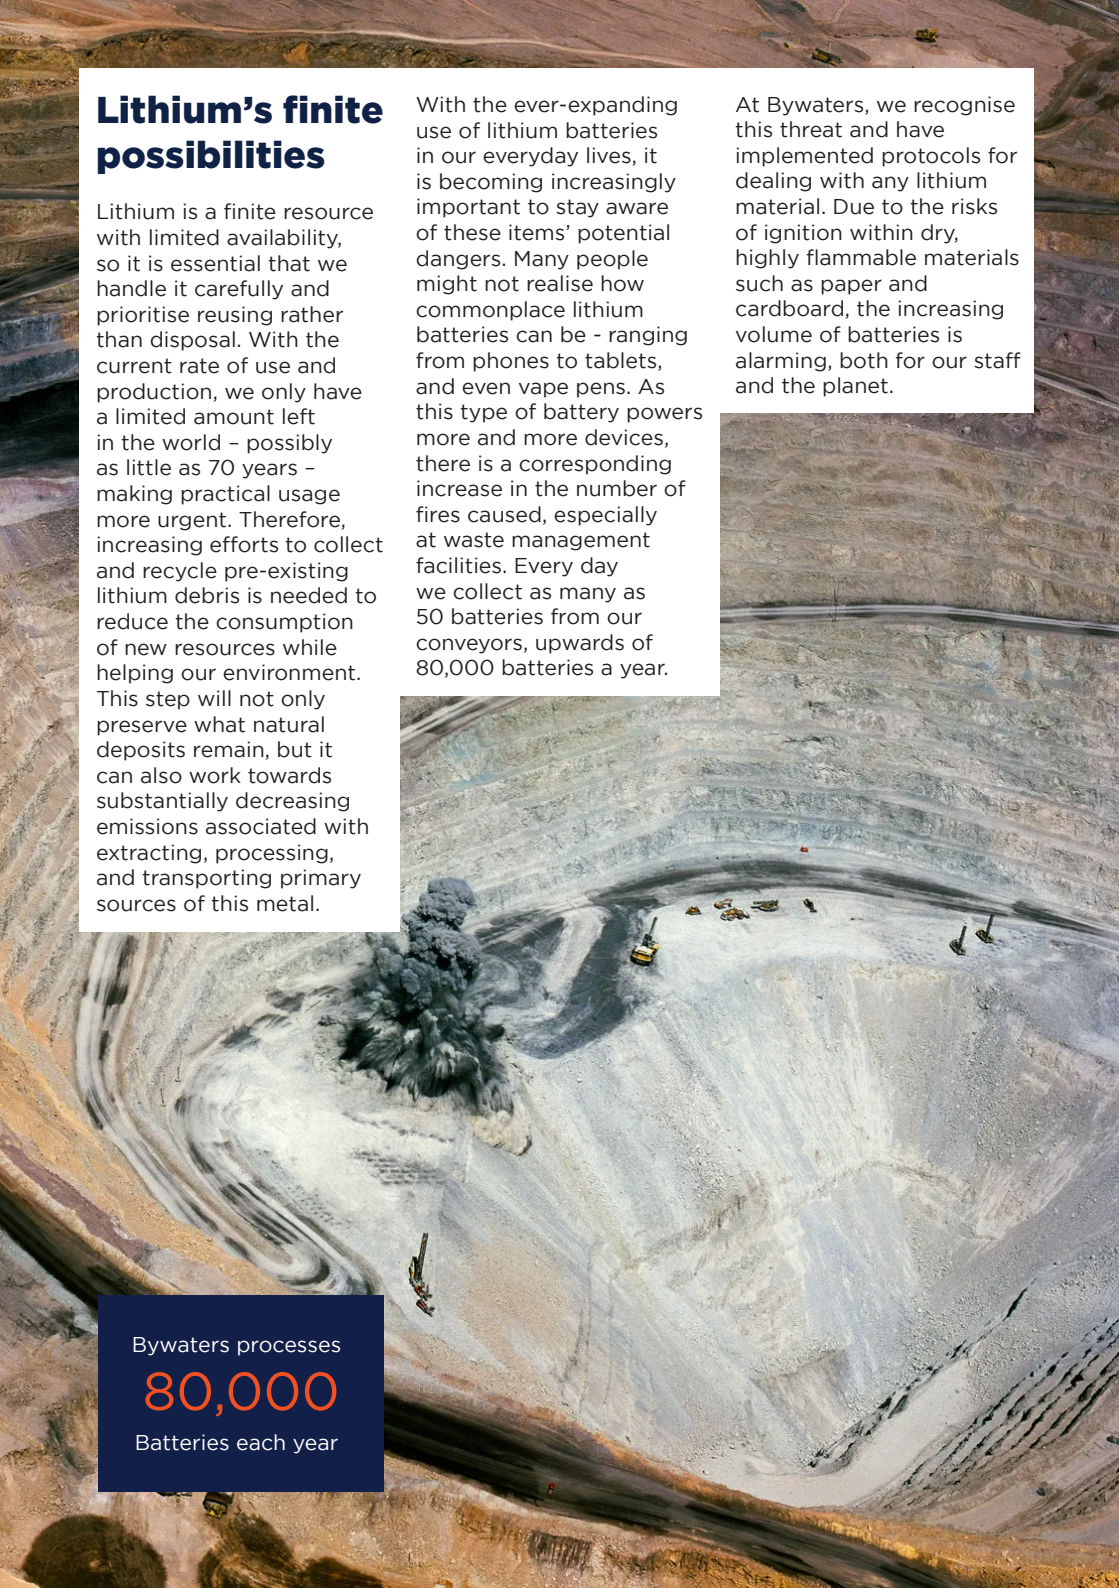 Lithium’s finite
possibilities
Lithium is a finite resource
with limited availability,
so it is essential that we
handle it carefully and
prioritise reusing rather
than disposal. With the
current rate of use and
production, we only have
a limited amount left
in the world – possibly
as little as 70 years –
making practical usage
more urgent. Therefore,
increasing efforts to collect
and recycle pre-existing
lithium debris is needed to
reduce the consumption
of new resources while
helping our environment.
This step will not only
preserve what natural
deposits remain, but it
can also work towards
substantially decreasing
emissions associated with
extracting, processing,
and transporting primary
sources of this metal.
With the ever-expanding
use of lithium batteries
in our everyday lives, it
is becoming increasingly
important to stay aware
of these items’ potential
dangers. Many people
might not realise how
commonplace lithium
batteries can be - ranging
from phones to tablets,
and even vape pens. As
this type of battery powers
more and more devices,
there is a corresponding
increase in the number of
fires caused, especially
at waste management
facilities. Every day
we collect as many as
50 batteries from our
conveyors, upwards of
80,000 batteries a year.
At Bywaters, we recognise
this threat and have
implemented protocols for
dealing with any lithium
material. Due to the risks
of ignition within dry,
highly flammable materials
such as paper and
cardboard, the increasing
volume of batteries is
alarming, both for our staff
and the planet.
Bywaters processes
80,000
Batteries each year